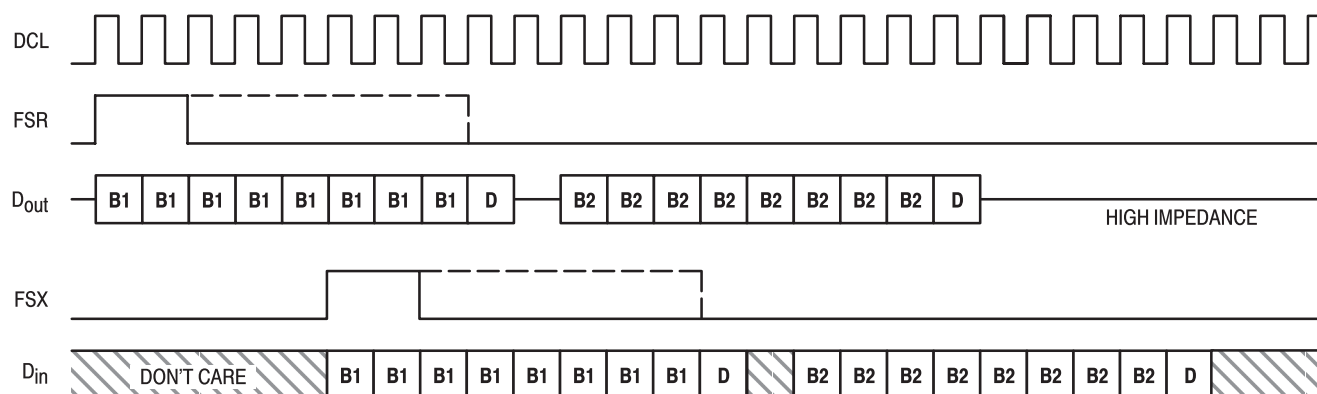 DCL
FSR
Dout B1 B1 B1 B1 B1 B1 B1 B1 D B2 B2 B2 B2 B2 B2 B2 B2 D
HIGH IMPEDANCE
FSX
Din DON'T CARE B1 B1 B1 B1 B1 B1 B1 B1 D B2 B2 B2 B2 B2 B2 B2 B2 D